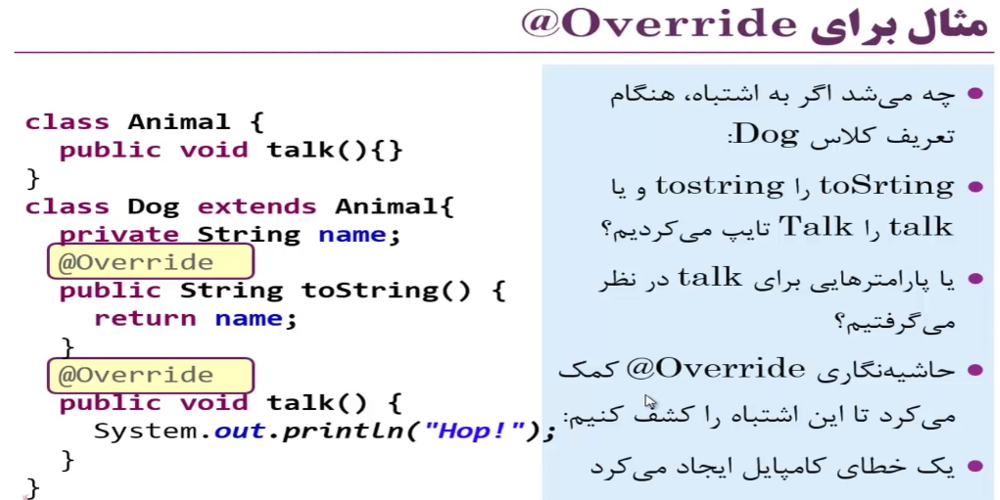 مثال برای @Override
class Animal {
public void talk(){}
}
class Dog extends Animal{
private String name;
@Override
public String toString() {
return name;
}
@Override
public void talk() {
System.out.println("Hop!");
}
}
چه می‌شد اگر به اشتباه، هنگام
تعریف کلاس Dog:
toSrting را tostring و یا
talk را Talk تایپ می‌کردیم؟
یا پارامترهایی برای talk در نظر
می‌گرفتیم؟
حاشیه‌نگاری @Override کمک
می‌کرد تا این اشتباه را کشف کنیم:
یک خطای کامپایل ایجاد می‌کرد